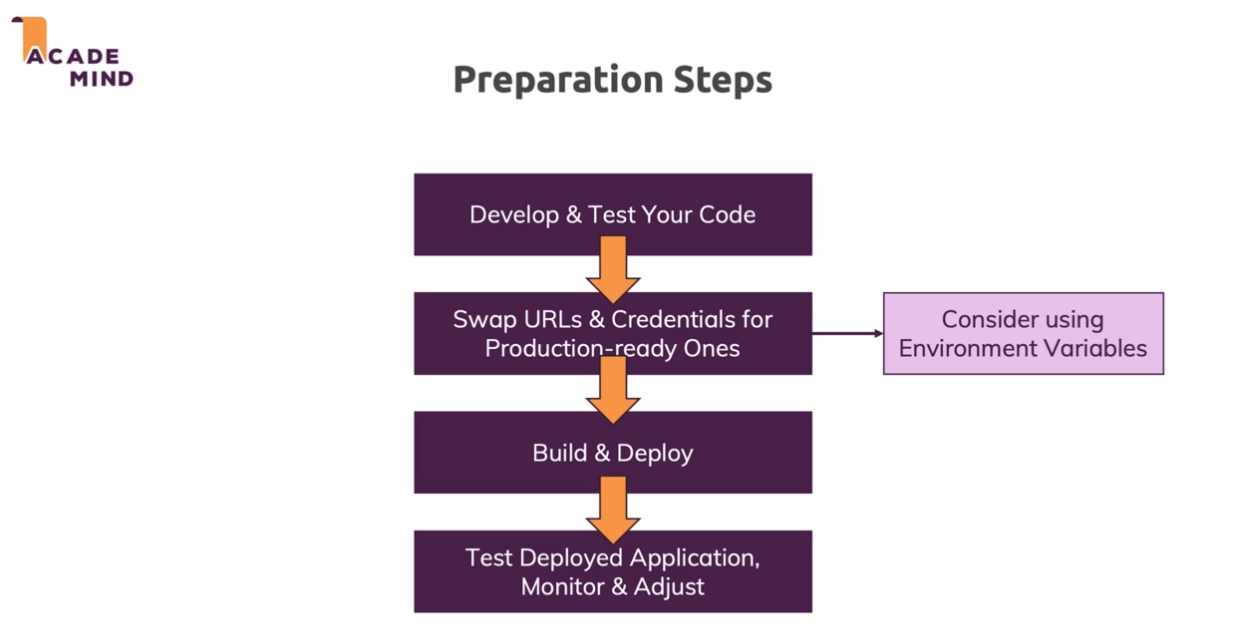 ACADE
MIND
Preparation Steps
Develop & Test Your Code
Swap URLs & Credentials for
Production-ready Ones
Consider using
Environment Variables
Build & Deploy
Test Deployed Application,
Monitor & Adjust